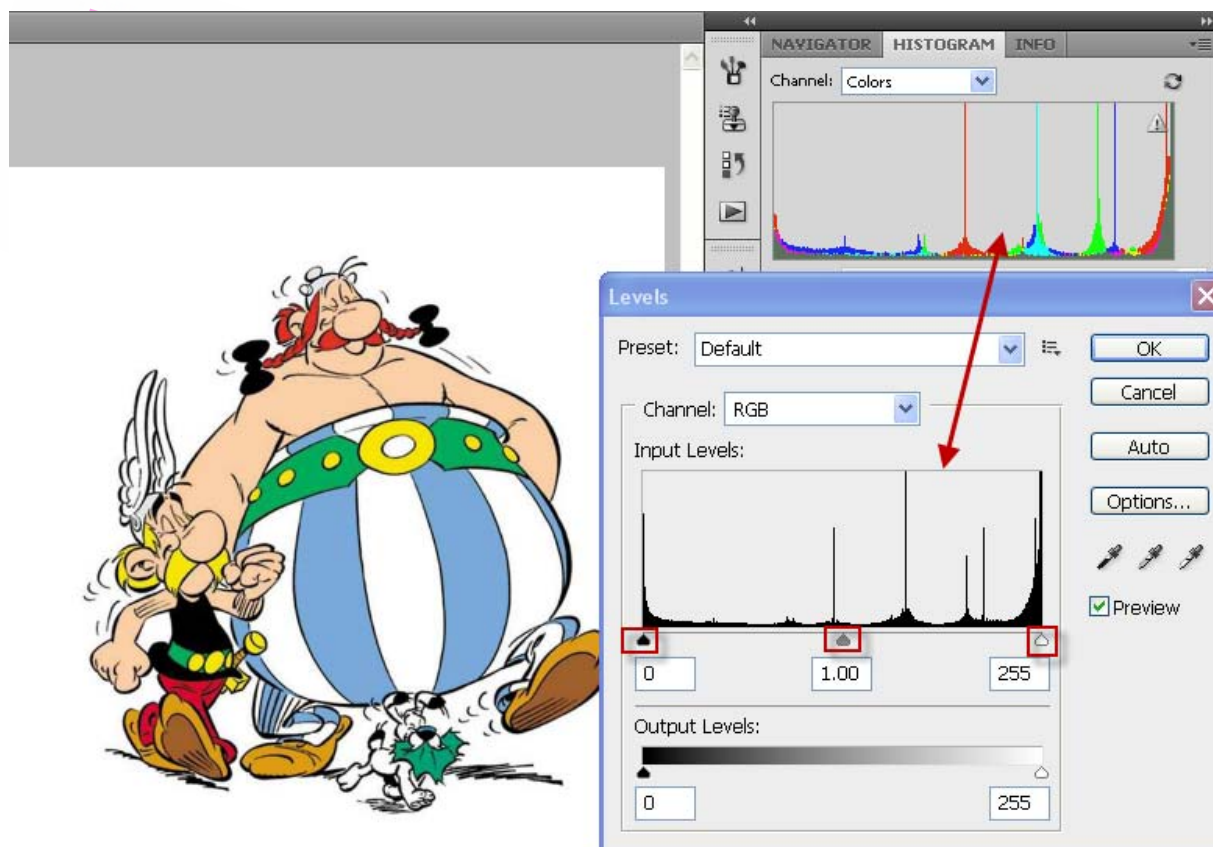 NAVIGATOR HISTOGRAM INFO
Channel: Colors
Levels
Preset: Default
OK
Cancel
Channel: RGB
Input Levels:
Auto
Options...
Preview
0 1.00 255
Output Levels:
0 255